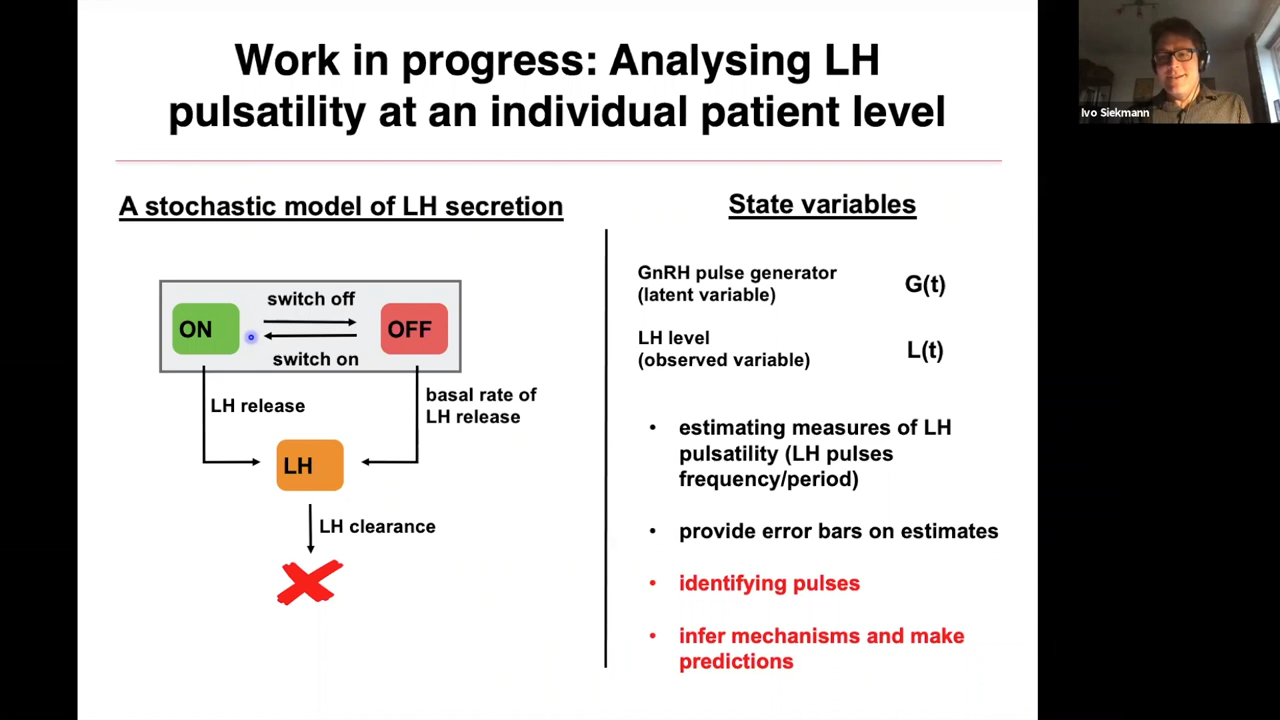 Work in progress: Analysing LH
pulsatility at an individual patient level
Ivo Siekmann
A stochastic model of LH secretion
ON
switch off
switch on
OFF
LH release
basal rate of
LH release
LH
LH clearance
State variables
GnRH pulse generator
(latent variable)
G(t)
LH level
(observed variable)
L(t)
• estimating measures of LH
pulsatility (LH pulses
frequency/period)
• provide error bars on estimates
• identifying pulses
• infer mechanisms and make
predictions